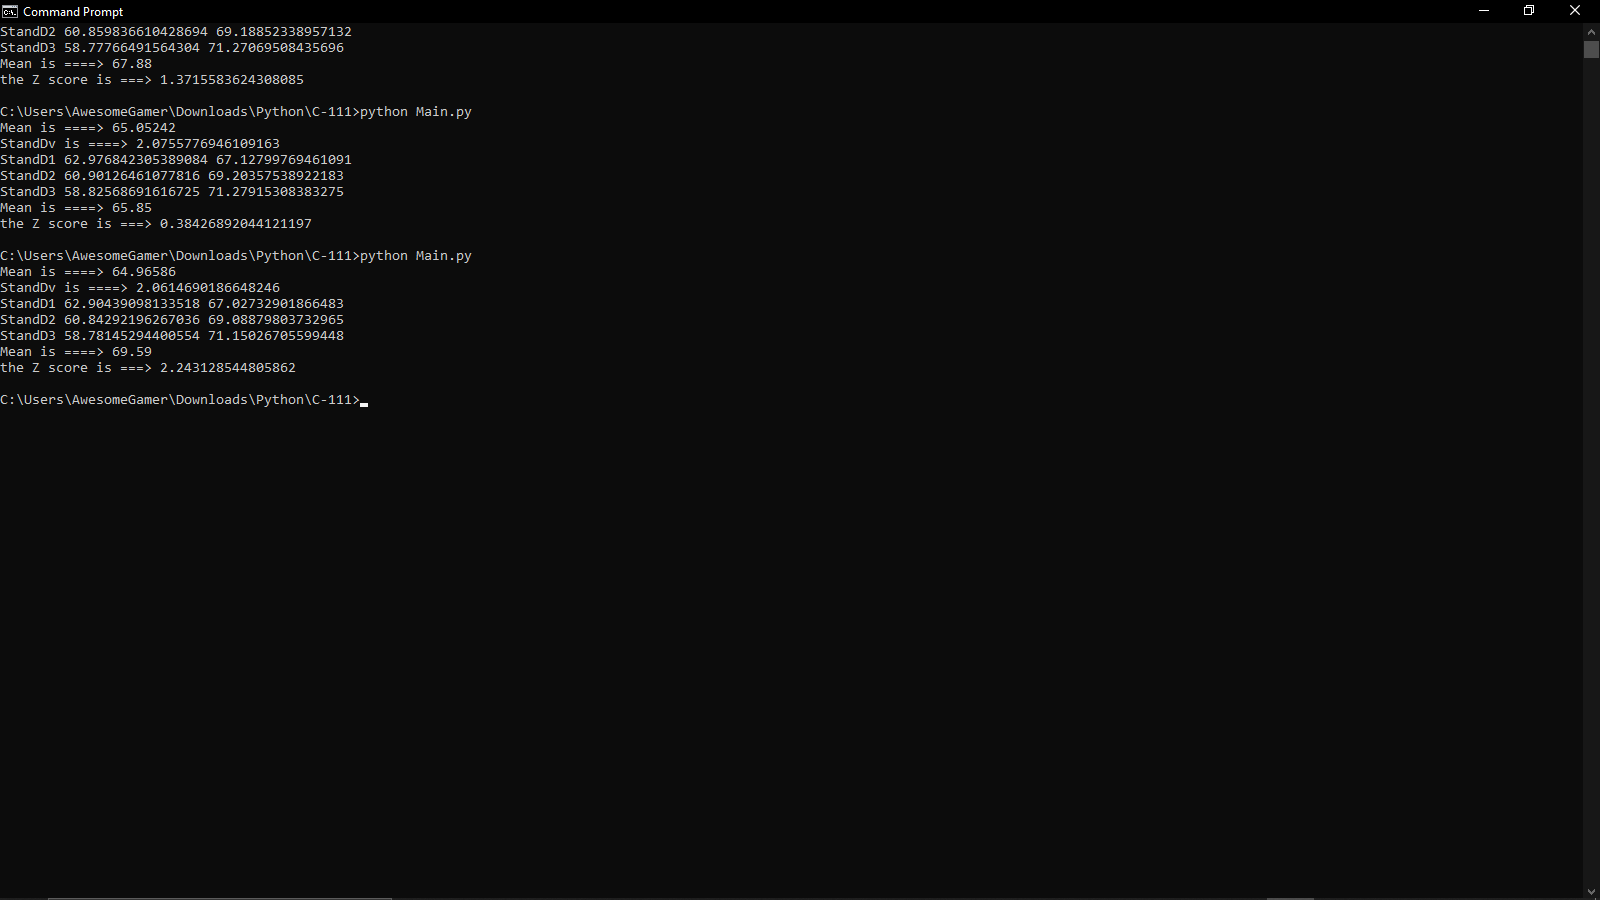 Command Prompt
StandD2 60.859836610428694 69.18852338957132
StandD3 58.77766491564304 71.27069508435696
Mean is ====> 67.88
the Z score is ===> 1.3715583624308085
C:\Users\AwesomeGamer\Downloads\Python\C-111>python Main.py
Mean is ====> 65.05242
StandDv is ====> 2.0755776946109163
StandD1 62.976842305389084 67.12799769461091
StandD2 60.90126461077816 69.20357538922183
StandD3 58.82568691616725 71.27915308383275
Mean is ====> 65.85
the Z score is ===> 0.38426892044121197
C:\Users\AwesomeGamer\Downloads\Python\C-111>python Main.py
Mean is ====> 64.96586
StandDv is ====> 2.0614690186648246
StandD1 62.90439098133518 67.02732901866483
StandD2 60.84292196267036 69.08879803732965
StandD3 58.78145294400554 71.15026705599448
Mean is ====> 69.59
the Z score is ===> 2.243128544805862
C:\Users\AwesomeGamer\Downloads\Python\C-111>